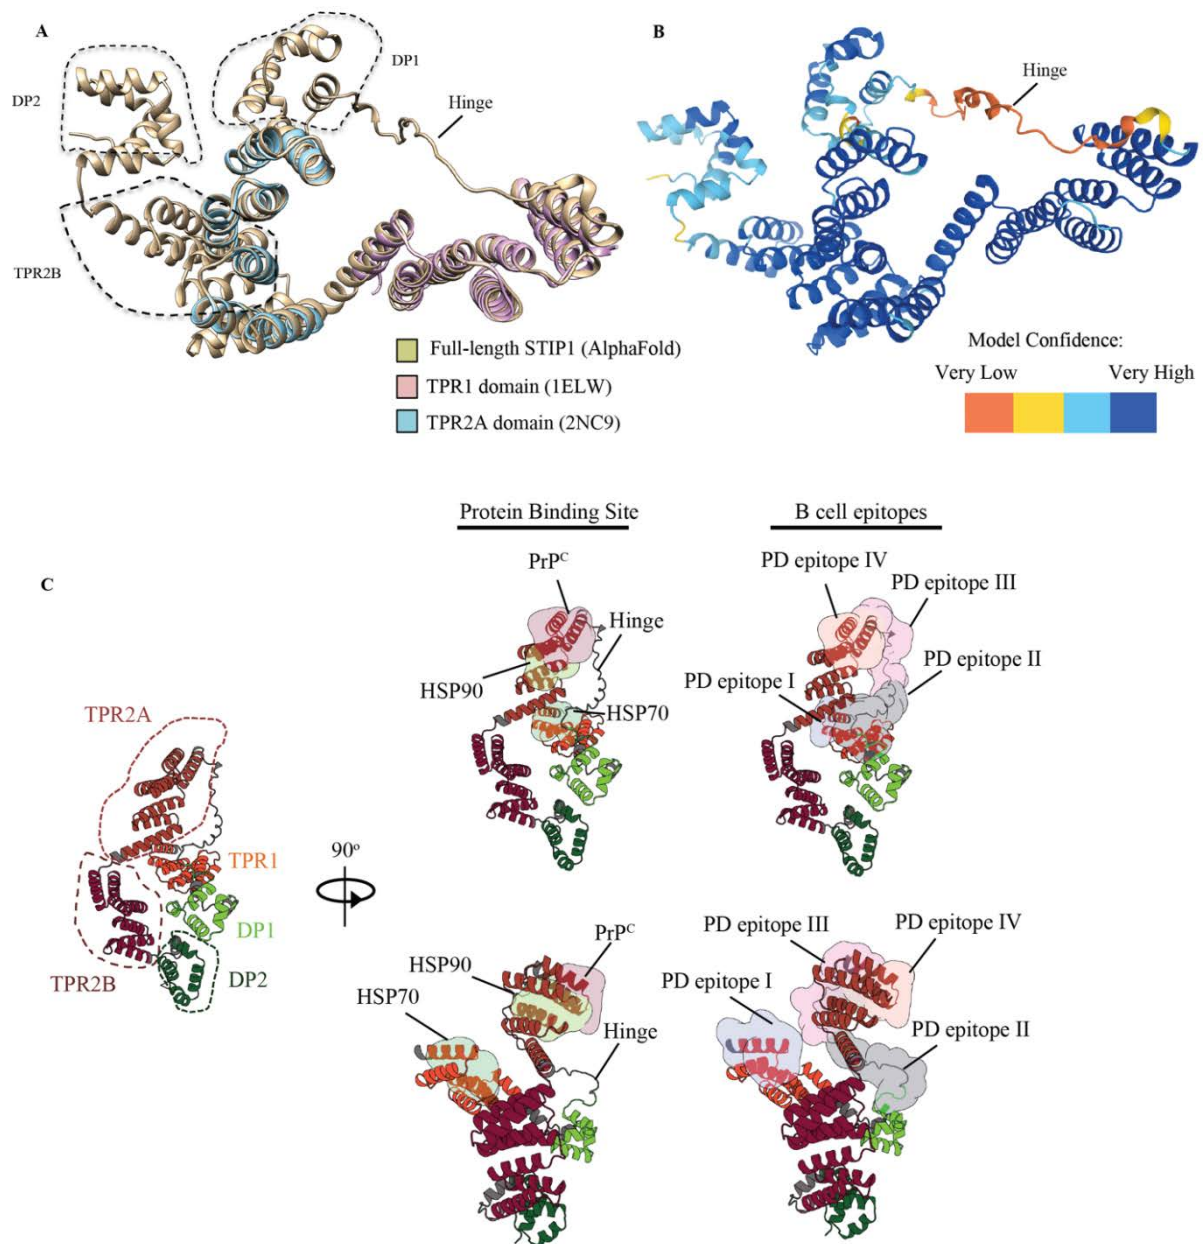 A
DP1
DP2
Hinge
TPR2B
Full-length STIP1 (AlphaFold)
TPR1 domain (1ELW)
TPR2A domain (2NC9)
B
Hinge
Model Confidence:
Very Low Very High
C
Protein Binding Site
B cell epitopes
PrPᶜ
Hinge
HSP90
HSP70
PD epitope IV
PD epitope III
PD epitope II
PD epitope I
TPR2A
TPR1
DP1
TPR2B
DP2
90º
PrPᶜ
HSP90
HSP70
Hinge
PD epitope III
PD epitope IV
PD epitope I
PD epitope II